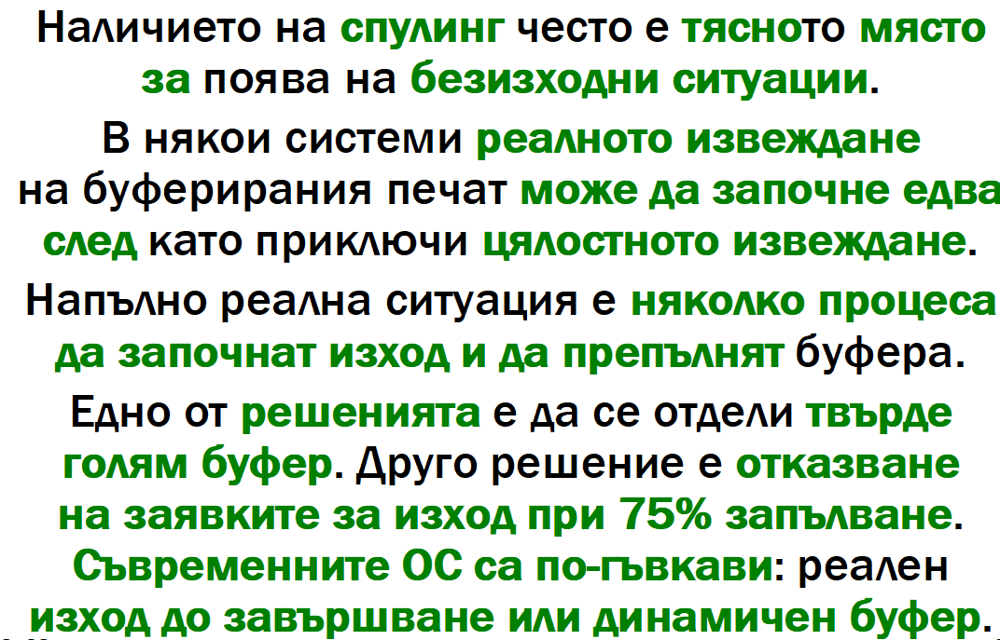 Наличието на спулинг често е тясното място
за поява на безизходни ситуации.
В някои системи реалното извеждане
на буферирания печат може да започне едва
след като приключи цялостното извеждане.
Напълно реална ситуация е няколко процеса
да започнат изход и да препълнят буфера.
Едно от решенията е да се отдели твърде
голям буфер. Друго решение е отказване
на заявките за изход при 75% запълване.
Съвременните ОС са по-гъвкави: реален
изход до завършване или динамичен буфер.